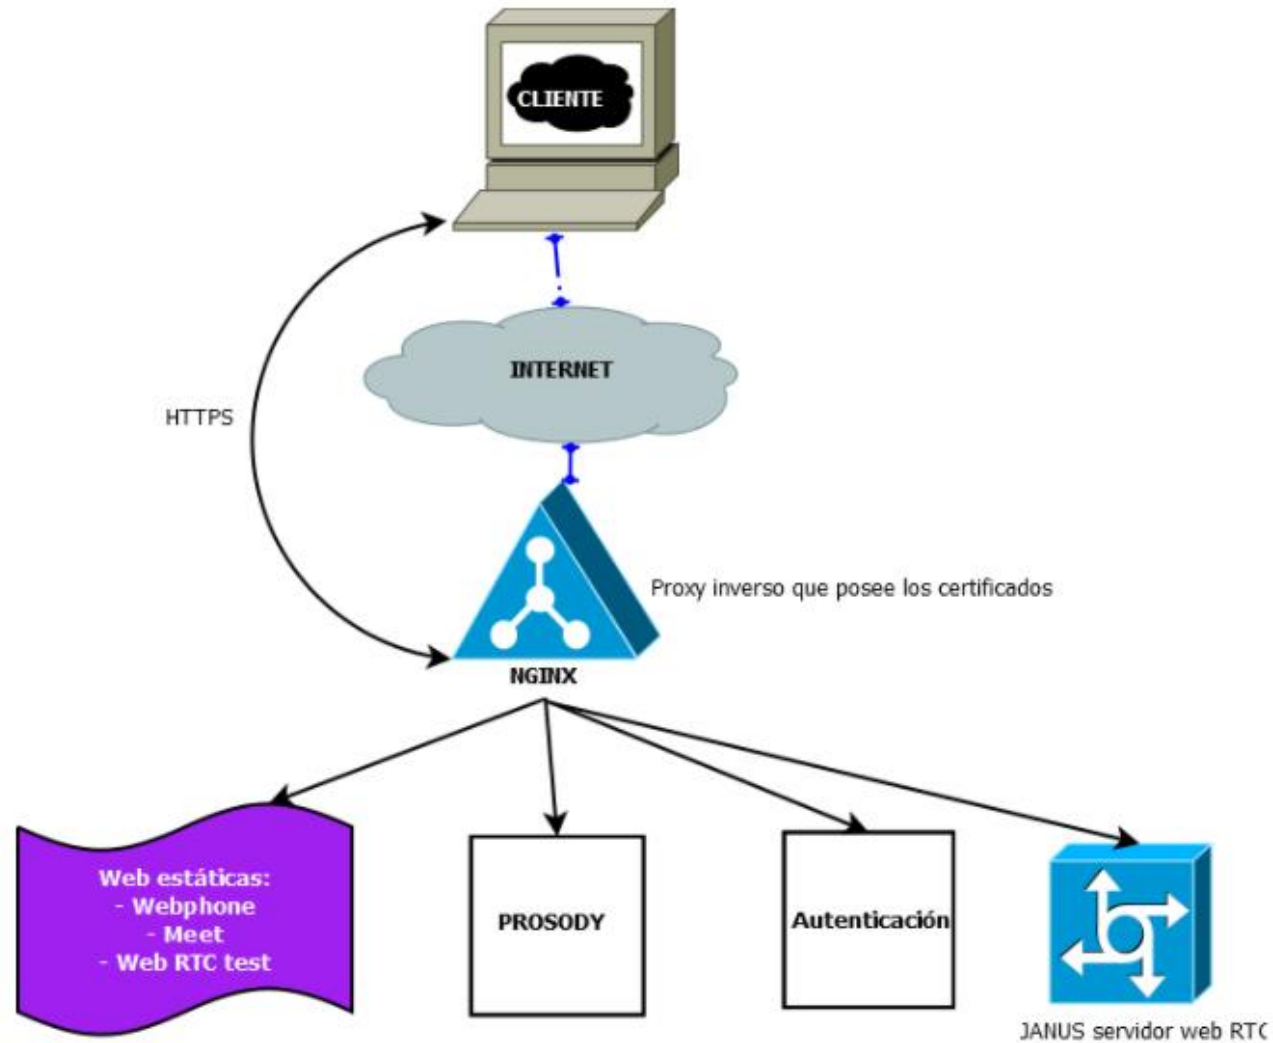 CLIENTE
INTERNET
HTTPS
Proxy inverso que posee los certificados
NGINX
Web estáticas:
- Webphone
- Meet
- Web RTC test
PROSODY
Autenticación
JANUS servidor web RTC